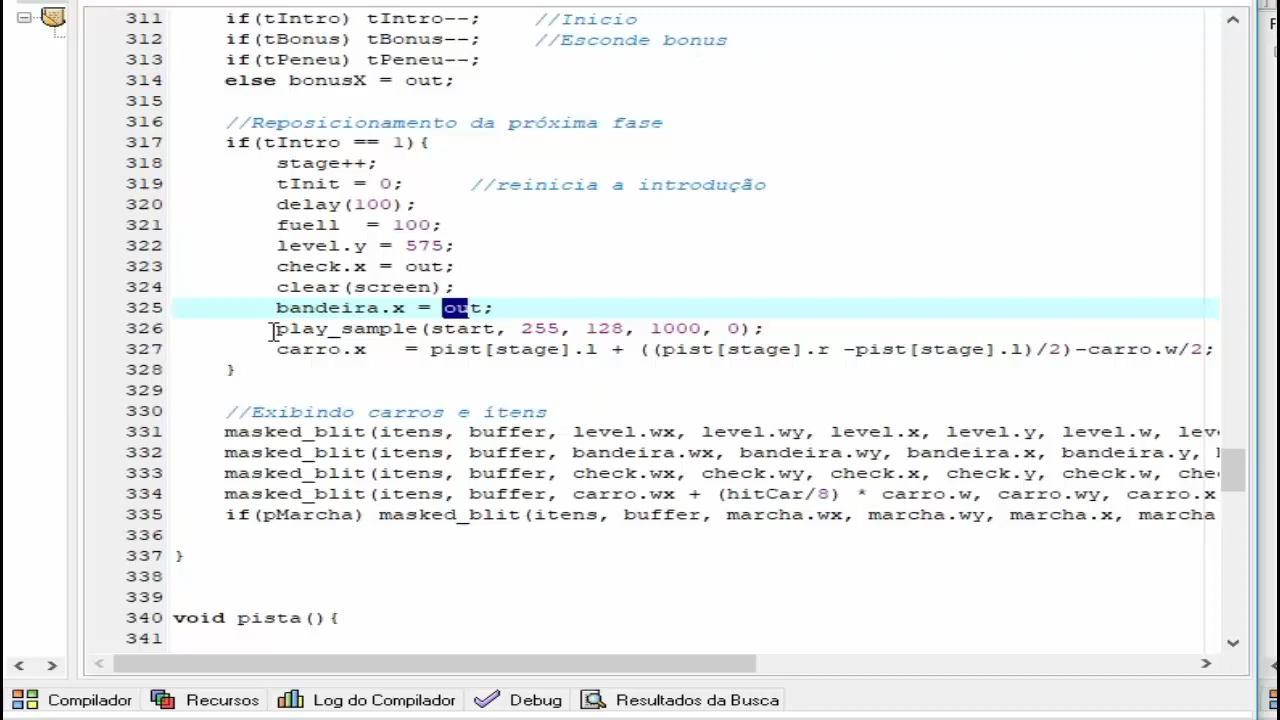 311 if(tIntro) tIntro--; //Inicio
312 if(tBonus) tBonus--; //Esconde bonus
313 if(tPeneu) tPeneu--;
314 else bonusX = out;
315
316 //Reposicionamento da próxima fase
317 if(tIntro == 1){
318 stage++;
319 tInit = 0; //reinicia a introdução
320 delay(100);
321 fuell = 100;
322 level.y = 575;
323 check.x = out;
324 clear(screen);
325 bandeira.x = out;
326 play_sample(start, 255, 128, 1000, 0);
327 carro.x = pist[stage].l + ((pist[stage].r -pist[stage].l)/2)-carro.w/2;
328 }
329
330 //Exibindo carros e ítens
331 masked_blit(itens, buffer, level.wx, level.wy, level.x, level.y, level.w, lev
332 masked_blit(itens, buffer, bandeira.wx, bandeira.wy, bandeira.x, bandeira.y,
333 masked_blit(itens, buffer, check.wx, check.wy, check.x, check.y, check.w, che
334 masked_blit(itens, buffer, carro.wx + (hitCar/8) * carro.w, carro.wy, carro.x
335 if(pMarcha) masked_blit(itens, buffer, marcha.wx, marcha.wy, marcha.x, marcha
336
337 }
338
339
340 void pista(){
341
Compilador Recursos Log do Compilador Debug Resultados da Busca